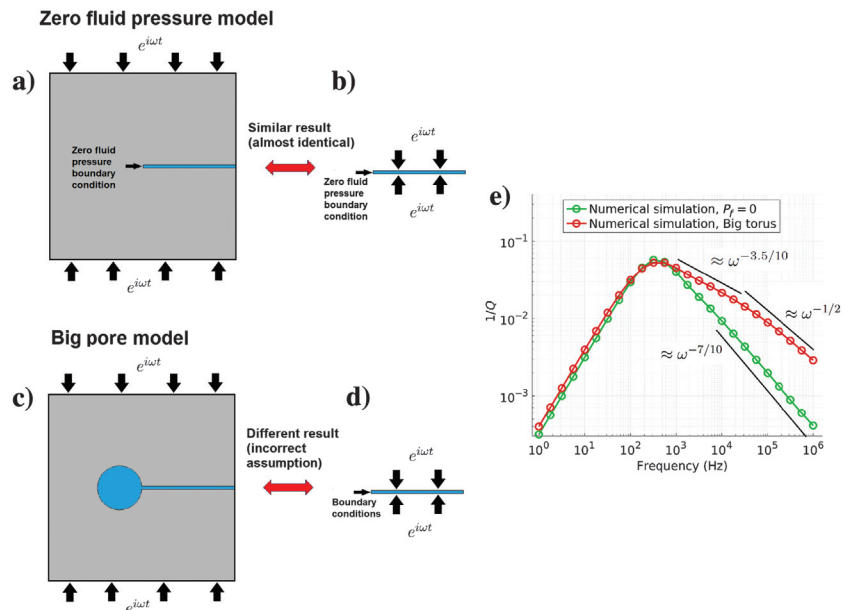 Zero fluid pressure model
e^{iωt}
a)
b)
Similar result
(almost identical)
e^{iωt}
Zero fluid
pressure
boundary
condition
Zero fluid
pressure
boundary
condition
e^{iωt}
e^{iωt}
Big pore model
e^{iωt}
c)
d)
Different result
(incorrect
assumption)
e^{iωt}
Boundary
conditions
e^{iωt}
e^{iωt}
e)
Numerical simulation, P_f = 0
Numerical simulation, Big torus
≈ ω^{-3.5/10}
≈ ω^{-1/2}
≈ ω^{-7/10}
1/Q
10^{-1}
10^{-2}
10^{-3}
10^0 10^1 10^2 10^3 10^4 10^5 10^6
Frequency (Hz)